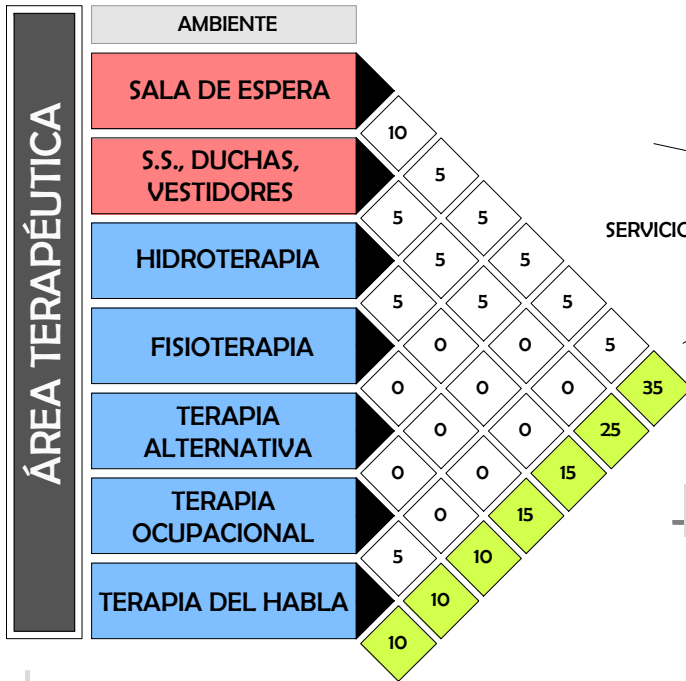 ÁREA TERAPÉUTICA
AMBIENTE
SALA DE ESPERA
10
S.S., DUCHAS,
VESTIDORES
5
5 5
SERVICIO
HIDROTERAPIA
5 5
5 5 5
FISIOTERAPIA
0 0 5
0 0 0 35
TERAPIA
ALTERNATIVA
0 0 25
0 0 15
TERAPIA
OCUPACIONAL
0 15
5 10
TERAPIA DEL HABLA
10
10